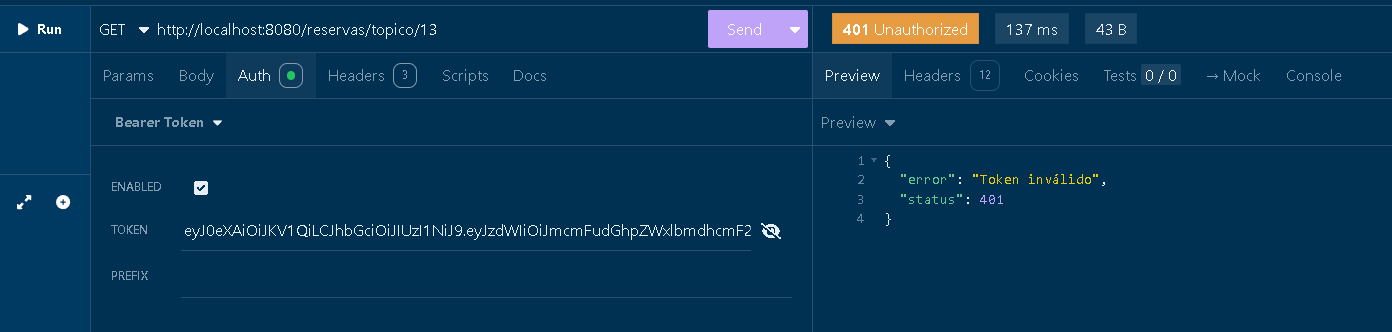 Run
GET http://localhost:8080/reservas/topico/13
Send
401 Unauthorized 137 ms 43 B
Params Body Auth Headers 3 Scripts Docs
Preview Headers 12 Cookies Tests 0 / 0 → Mock Console
Bearer Token
Preview
ENABLED
TOKEN eyJ0eXAiOiJKV1QiLCJhbGciOiJIUzI1NiJ9.eyJzdWIiOiJmcmFudGhpZWxlbmdhcmF2
PREFIX
1 {
2 "error": "Token inválido",
3 "status": 401
4 }